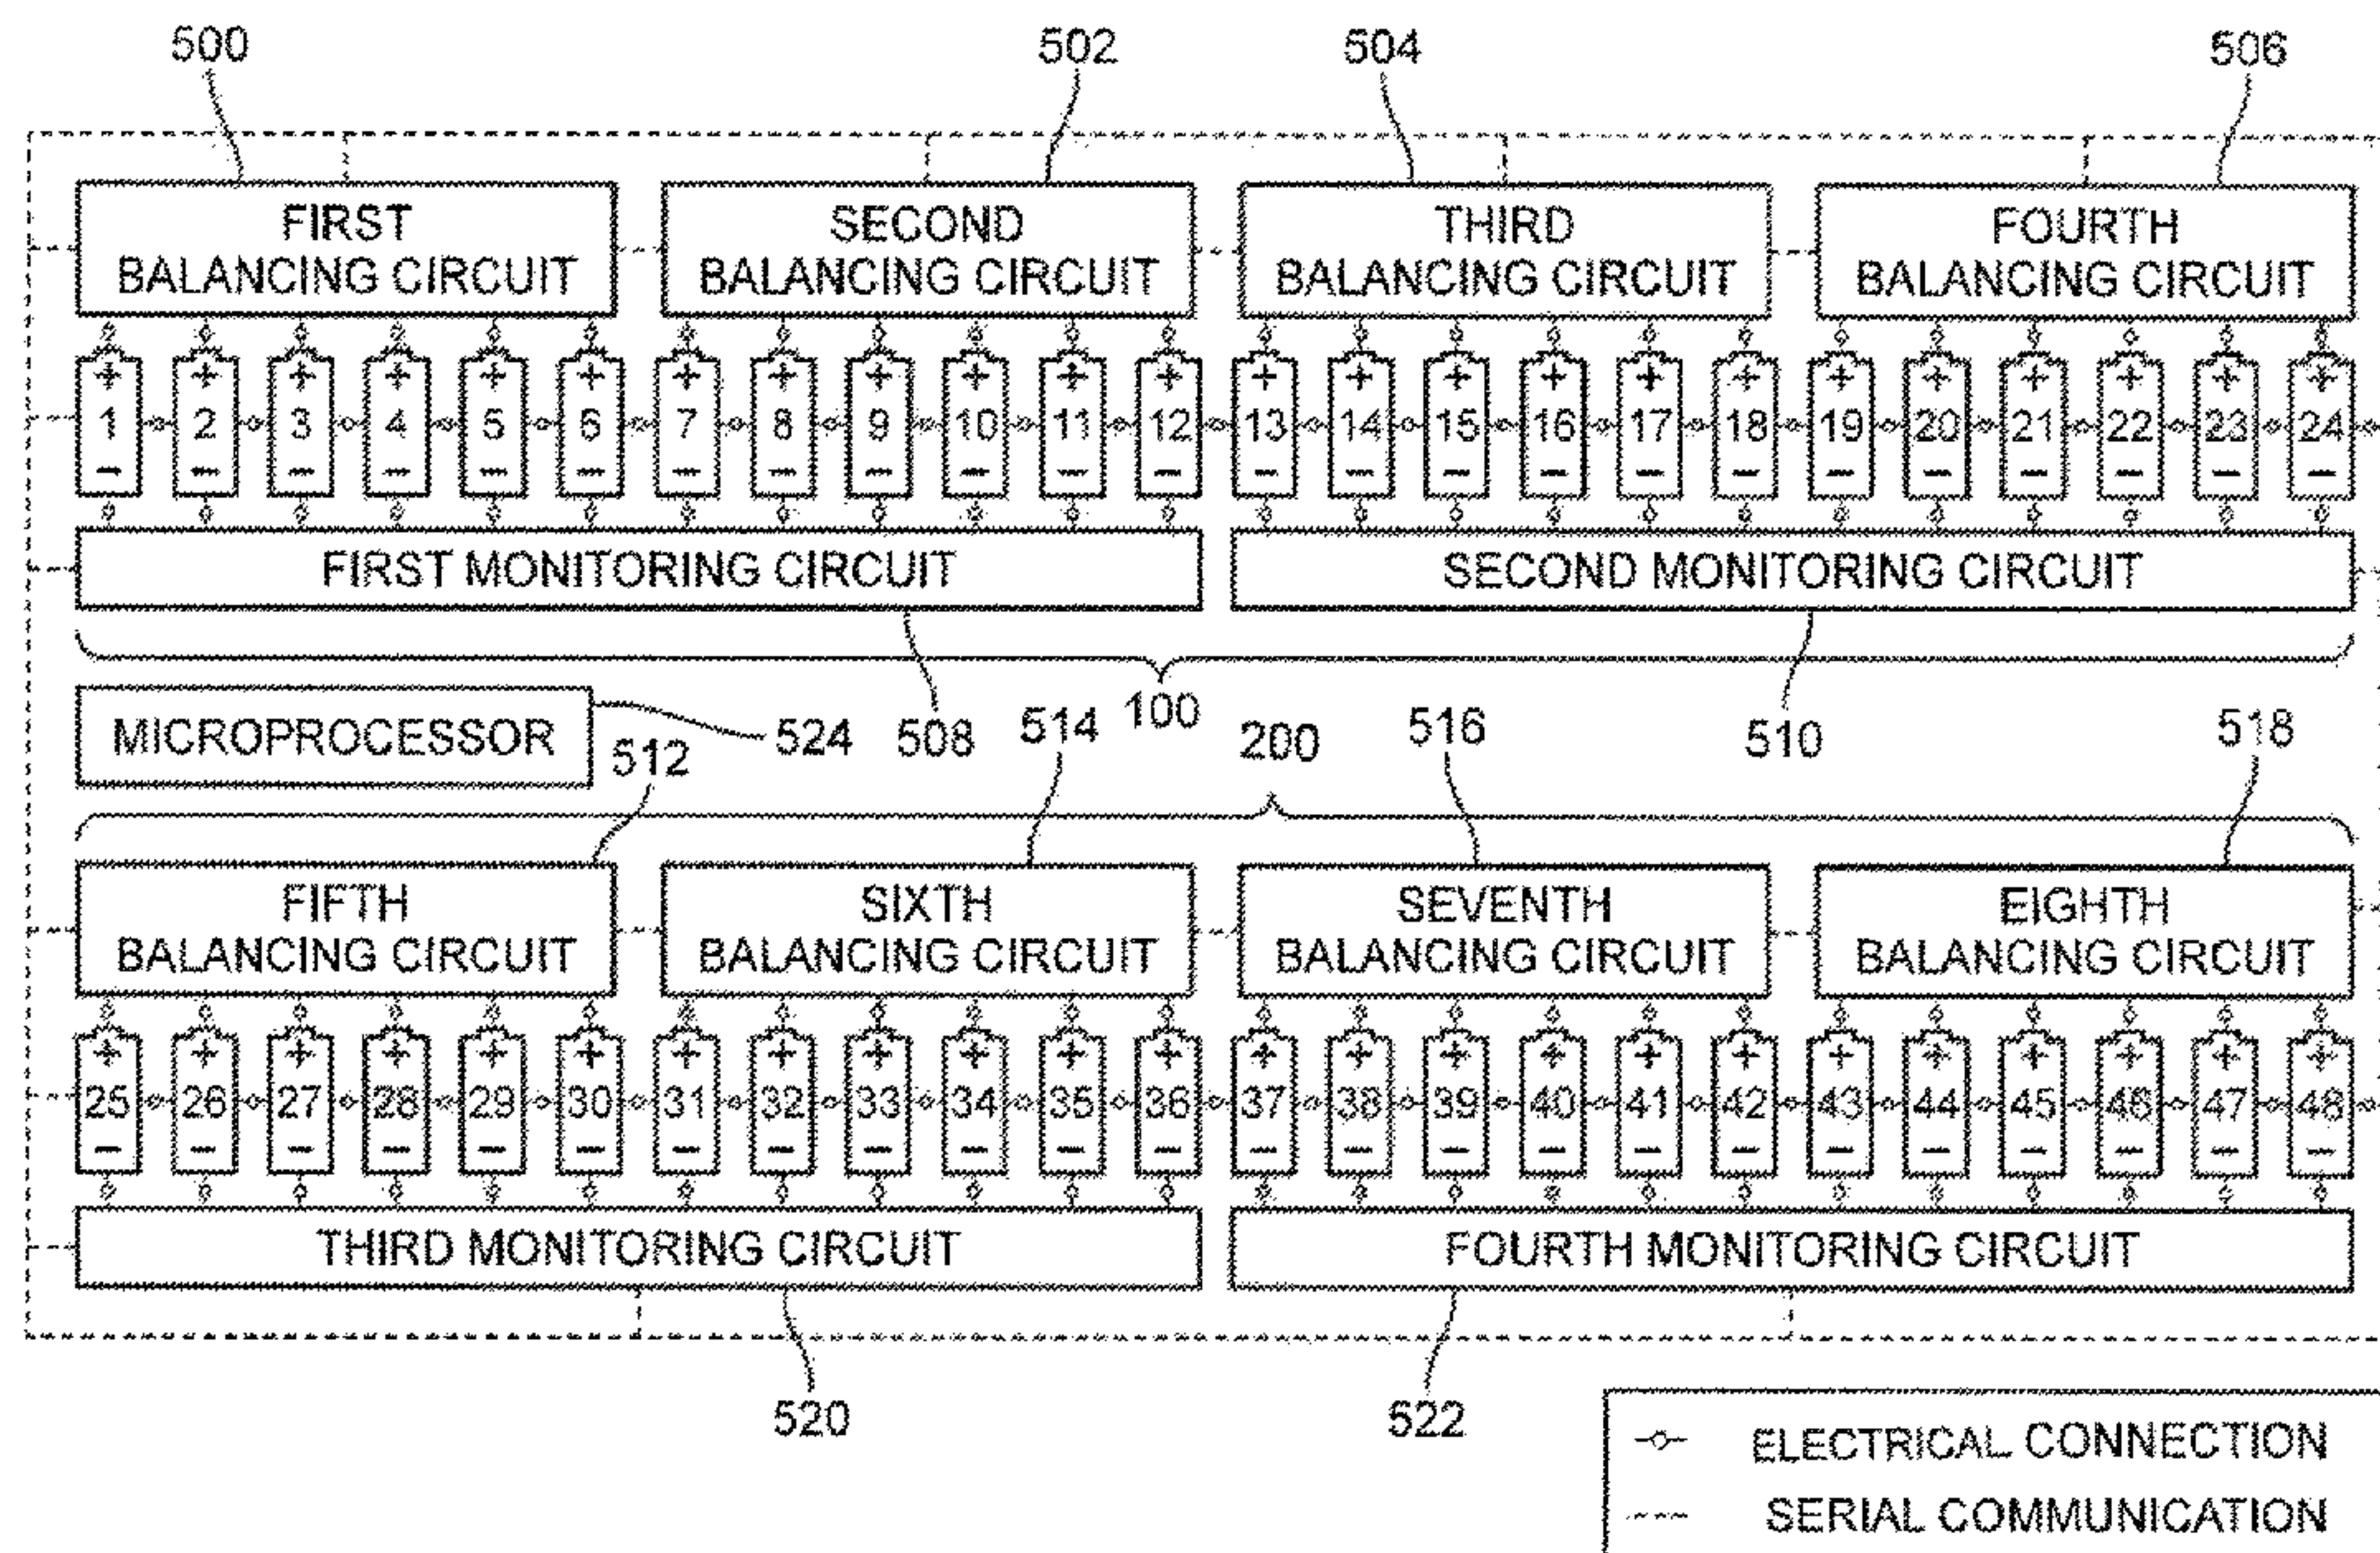 500 502 504 506
FIRST BALANCING CIRCUIT
SECOND BALANCING CIRCUIT
THIRD BALANCING CIRCUIT
FOURTH BALANCING CIRCUIT
+ + + + + + + + + + + + + + + + + + + + + + + +
1 2 3 4 5 6 7 8 9 10 11 12 13 14 15 16 17 18 19 20 21 22 23 24
− − − − − − − − − − − − − − − − − − − − − − − −
FIRST MONITORING CIRCUIT
SECOND MONITORING CIRCUIT
MICROPROCESSOR
524 508 100 510
512 514 200 516 518
FIFTH BALANCING CIRCUIT
SIXTH BALANCING CIRCUIT
SEVENTH BALANCING CIRCUIT
EIGHTH BALANCING CIRCUIT
+ + + + + + + + + + + + + + + + + + + + + + + +
25 26 27 28 29 30 31 32 33 34 35 36 37 38 39 40 41 42 43 44 45 46 47 48
− − − − − − − − − − − − − − − − − − − − − − − −
THIRD MONITORING CIRCUIT
FOURTH MONITORING CIRCUIT
520 522
ELECTRICAL CONNECTION
SERIAL COMMUNICATION